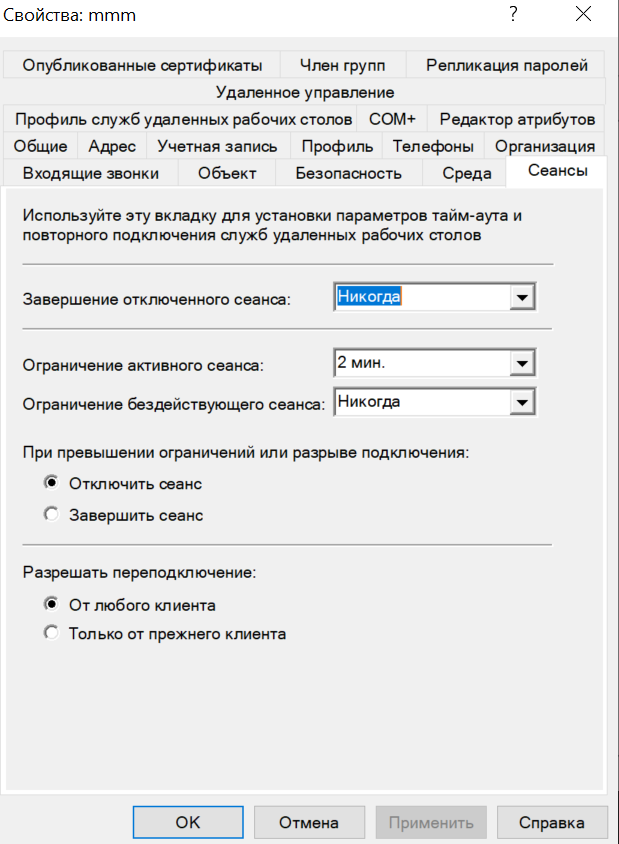 Свойства: mmm
?
Опубликованные сертификаты
Член групп
Репликация паролей
Удаленное управление
Профиль служб удаленных рабочих столов
COM+
Редактор атрибутов
Общие
Адрес
Учетная запись
Профиль
Телефоны
Организация
Входящие звонки
Объект
Безопасность
Среда
Сеансы
Используйте эту вкладку для установки параметров тайм-аута и
повторного подключения служб удаленных рабочих столов
Завершение отключенного сеанса:
Никогда
Ограничение активного сеанса:
2 мин.
Ограничение бездействующего сеанса:
Никогда
При превышении ограничений или разрыве подключения:
Отключить сеанс
Завершить сеанс
Разрешать переподключение:
От любого клиента
Только от прежнего клиента
OK
Отмена
Применить
Справка